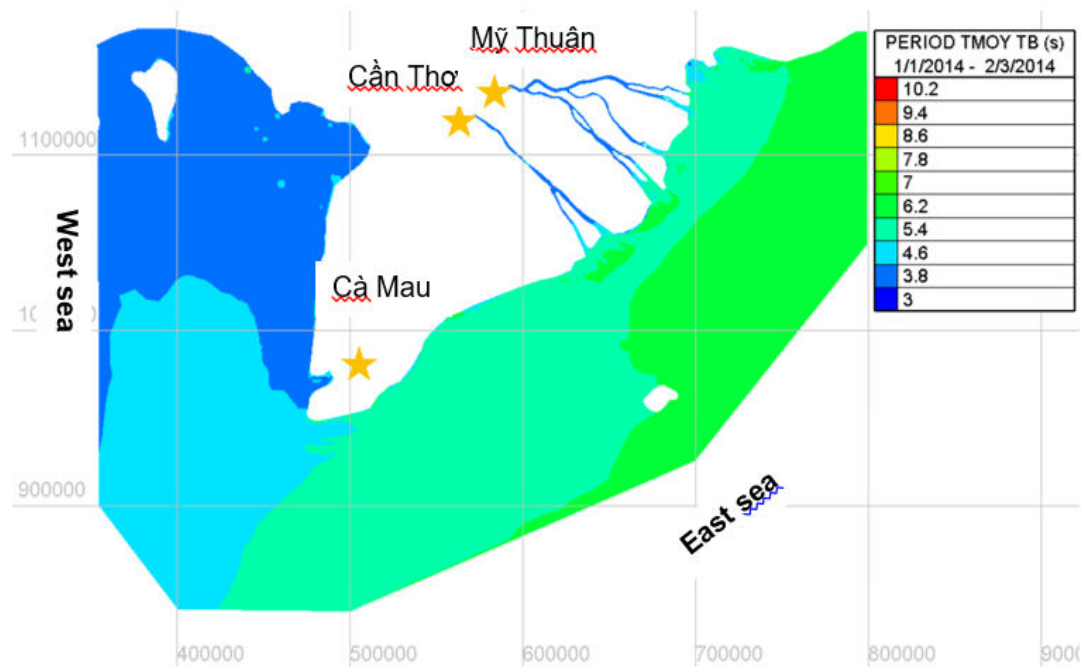 Mỹ Thuân
Cần Thơ
PERIOD TMOY TB (s)
1/1/2014 - 2/3/2014
10.2
9.4
8.6
7.8
7
6.2
5.4
4.6
3.8
3
1100000
West sea
Cà Mau
900000
East sea
400000
500000
600000
700000
800000